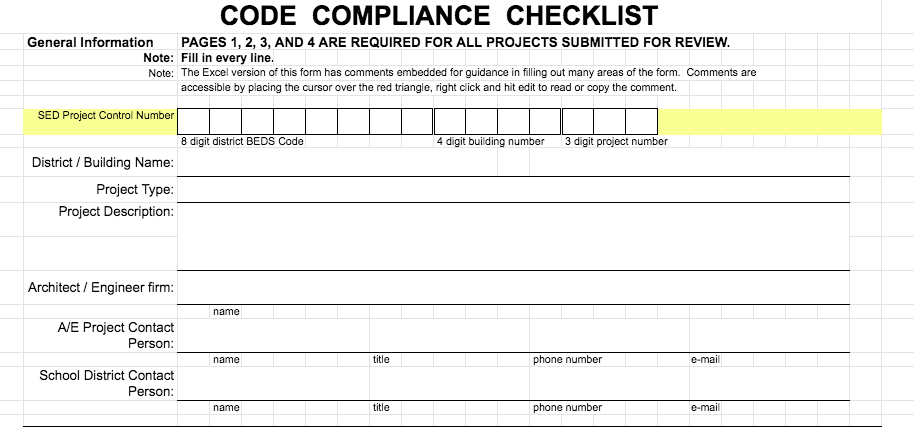 CODE COMPLIANCE CHECKLIST
General Information PAGES 1, 2, 3, AND 4 ARE REQUIRED FOR ALL PROJECTS SUBMITTED FOR REVIEW.
Note: Fill in every line.
Note: The Excel version of this form has comments embedded for guidance in filling out many areas of the form. Comments are
accessible by placing the cursor over the red triangle, right click and hit edit to read or copy the comment.
SED Project Control Number
8 digit district BEDS Code 4 digit building number 3 digit project number
District / Building Name:
Project Type:
Project Description:
Architect / Engineer firm:
name
A/E Project Contact
Person:
name title phone number e-mail
School District Contact
Person:
name title phone number e-mail